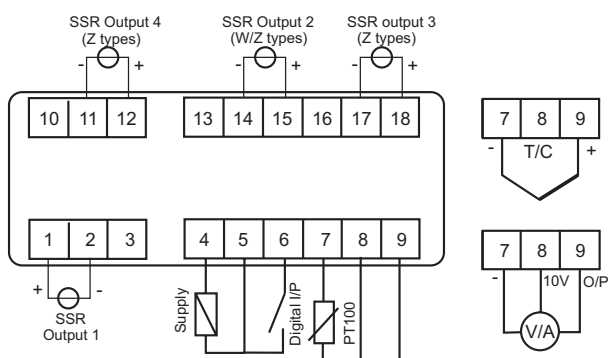 SSR Output 4
(Z types)
SSR Output 2
(W/Z types)
SSR output 3
(Z types)
- +
- +
- +
10 11 12
13 14 15 16 17 18
7 8 9
- T/C +
1 2 3
4 5 6 7 8 9
+ -
SSR
Output 1
Supply
Digital I/P
PT100
7 8 9
- 10V O/P
V/A